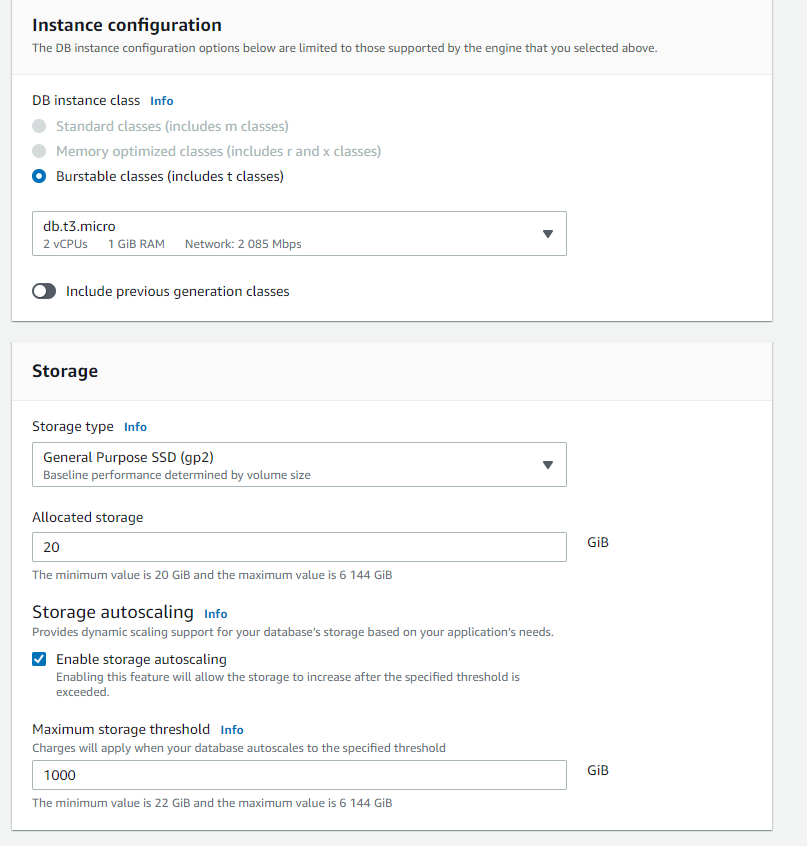 Instance configuration
The DB instance configuration options below are limited to those supported by the engine that you selected above.
DB instance class Info
Standard classes (includes m classes)
Memory optimized classes (includes r and x classes)
Burstable classes (includes t classes)
db.t3.micro
2 vCPUs 1 GiB RAM Network: 2 085 Mbps
Include previous generation classes
Storage
Storage type Info
General Purpose SSD (gp2)
Baseline performance determined by volume size
Allocated storage
20 GiB
The minimum value is 20 GiB and the maximum value is 6 144 GiB
Storage autoscaling Info
Provides dynamic scaling support for your database's storage based on your application's needs.
Enable storage autoscaling
Enabling this feature will allow the storage to increase after the specified threshold is
exceeded.
Maximum storage threshold Info
Charges will apply when your database autoscales to the specified threshold
1000 GiB
The minimum value is 22 GiB and the maximum value is 6 144 GiB